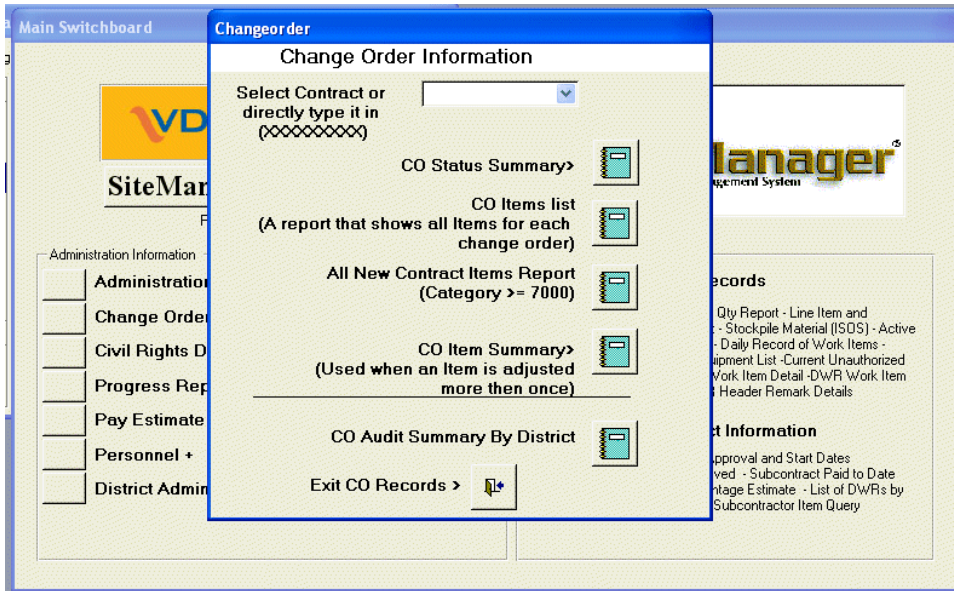 Main Switchboard
Changeorder
Change Order Information
Select Contract or
directly type it in
(XXXXXXXXXX)
CO Status Summary>
CO Items list
(A report that shows all Items for each
change order)
All New Contract Items Report
(Category >= 7000)
CO Item Summary>
(Used when an Item is adjusted
more then once)
CO Audit Summary By District
Exit CO Records >
VD
SiteMan
Manager
®
Administration Information
Administration
Change Order
Civil Rights D
Progress Rep
Pay Estimate
Personnel +
District Admin
ecords
Qty Report - Line Item and
- Stockpile Material (ISOS) - Active
- Daily Record of Work Items -
uipment List -Current Unauthorized
Work Item Detail -DWR Work Item
Header Remark Details
t Information
Approval and Start Dates
ved - Subcontract Paid to Date
ntage Estimate - List of DWRs by
Subcontractor Item Query